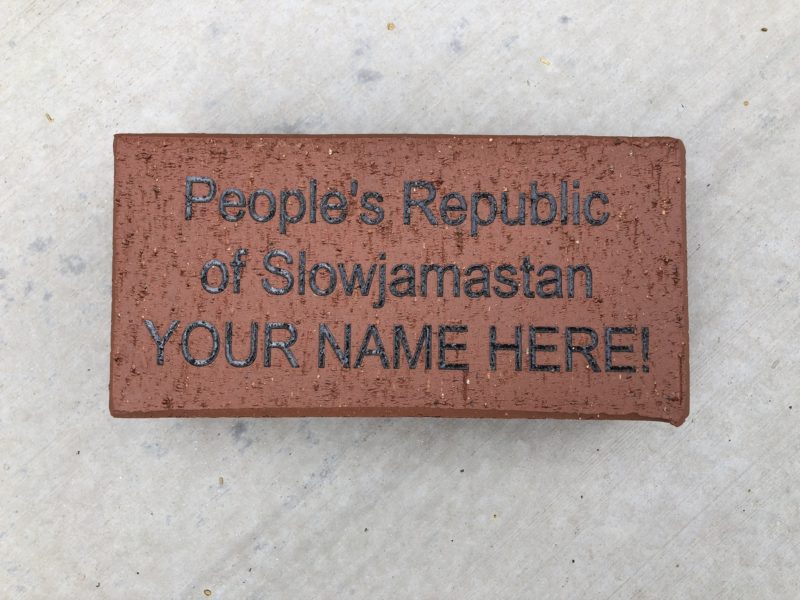 People's Republic
of Slowjamastan
YOUR NAME HERE!